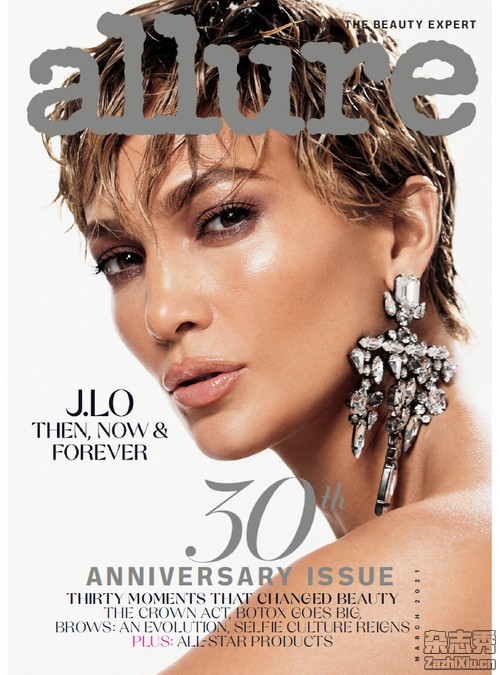 THE BEAUTY EXPERT
allure
J.LO
THEN, NOW &
FOREVER
30th
ANNIVERSARY ISSUE
THIRTY MOMENTS THAT CHANGED BEAUTY
THE CROWN ACT, BOTOX GOES BIG,
BROWS: AN EVOLUTION, SELFIE CULTURE REIGNS
PLUS: ALL-STAR PRODUCTS
MARCH 2021
杂志秀
ZaZhiXiu.cn